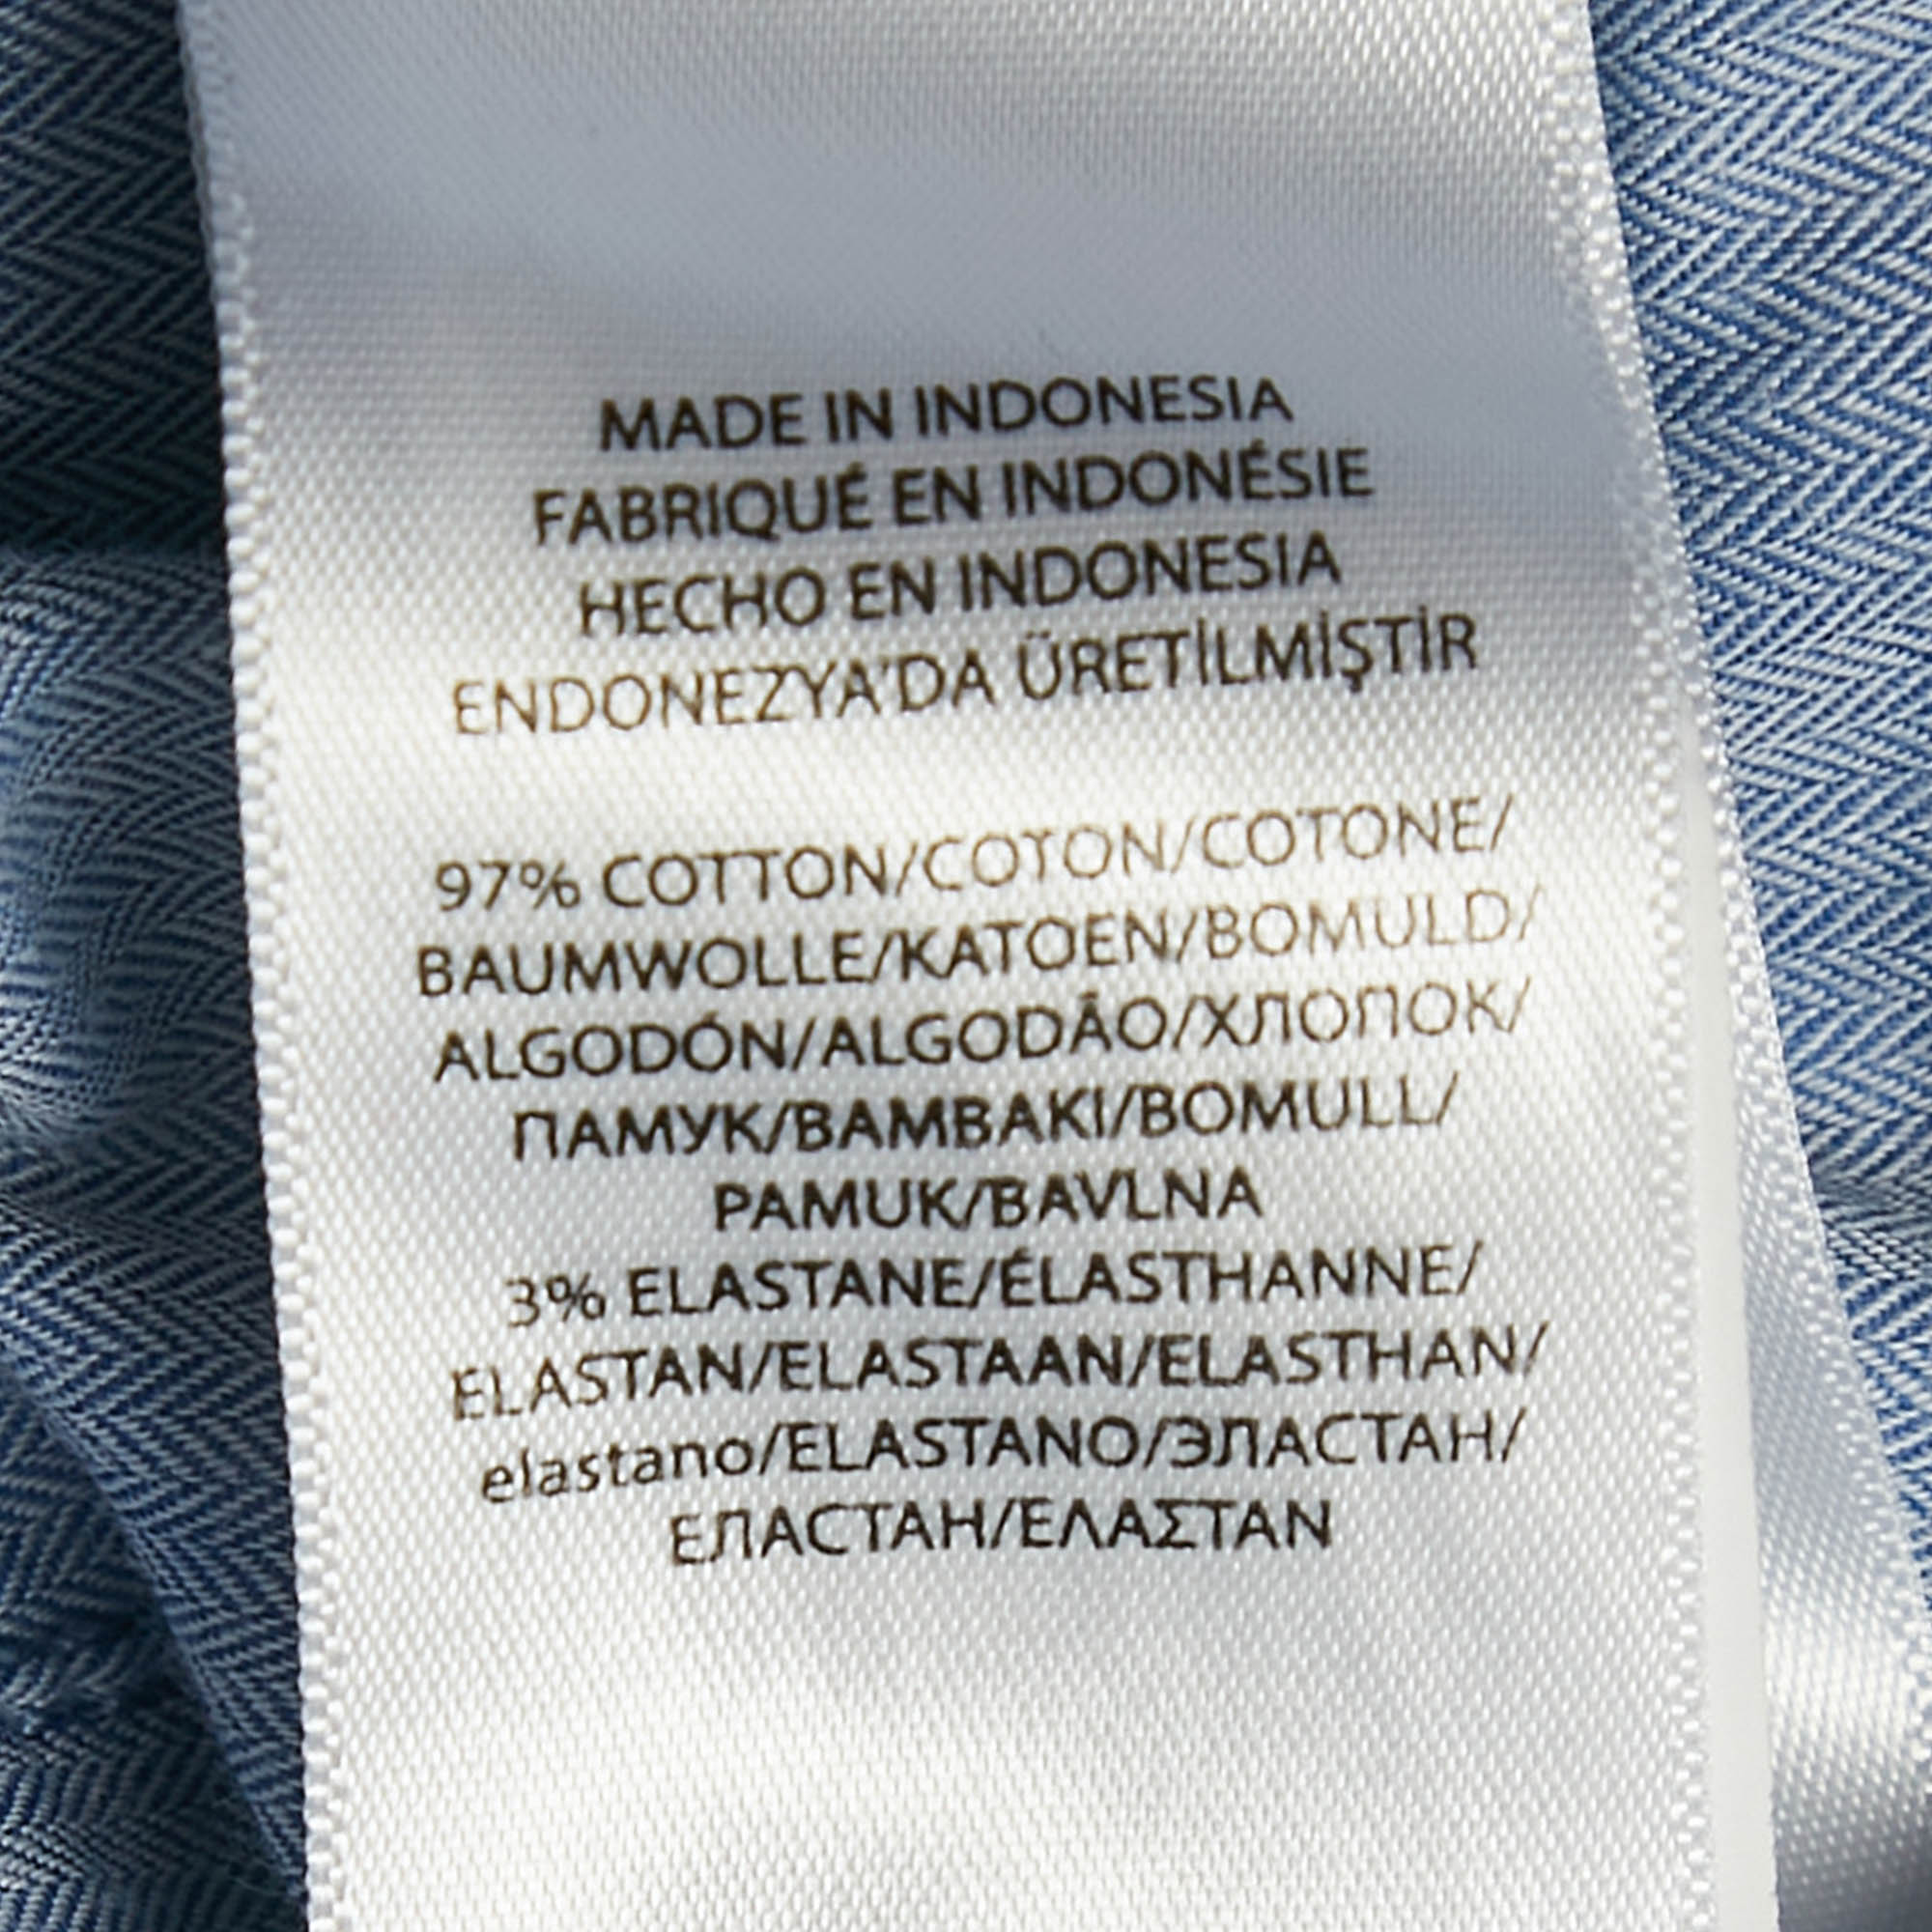 MADE IN INDONESIA
FABRIQUÉ EN INDONÉSIE
HECHO EN INDONESIA
ENDONEZYA'DA ÜRETİLMİŞTİR
97% COTTON/COTON/COTONE/
BAUMWOLLE/KATOEN/BOMULD/
ALGODÓN/ALGODÃO/ХЛОПОК/
ПАМУК/BAMBAKI/BOMULL/
PAMUK/BAVLNA
3% ELASTANE/ÉLASTHANNE/
ELASTAN/ELASTAAN/ELASTHAN/
elastano/ELASTANO/ЭЛАСТАН/
ЕЛАСТАН/ΕΛΑΣΤΑΝ